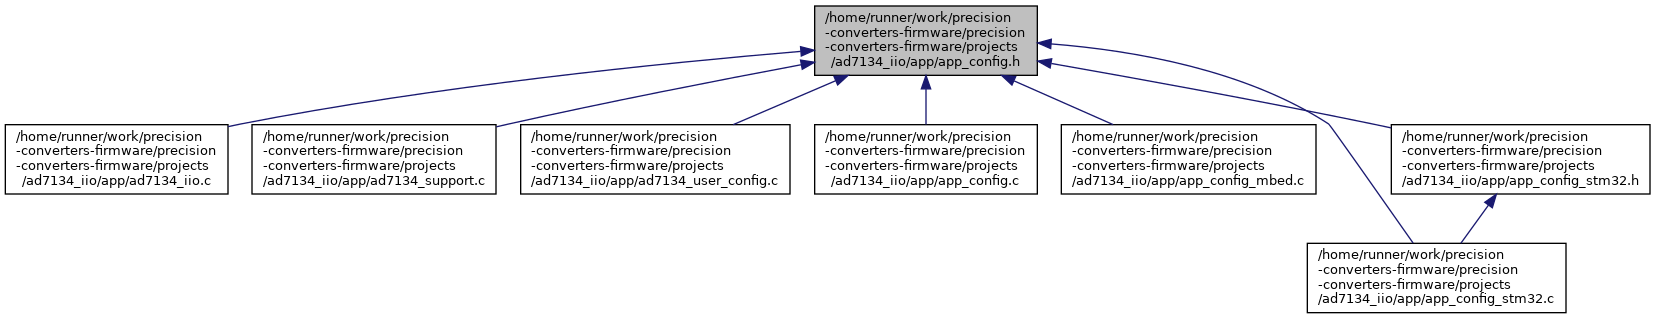 /home/runner/work/precision
-converters-firmware/precision
-converters-firmware/projects
/ad7134_iio/app/app_config.h
/home/runner/work/precision
-converters-firmware/precision
-converters-firmware/projects
/ad7134_iio/app/ad7134_iio.c
/home/runner/work/precision
-converters-firmware/precision
-converters-firmware/projects
/ad7134_iio/app/ad7134_support.c
/home/runner/work/precision
-converters-firmware/precision
-converters-firmware/projects
/ad7134_iio/app/ad7134_user_config.c
/home/runner/work/precision
-converters-firmware/precision
-converters-firmware/projects
/ad7134_iio/app/app_config.c
/home/runner/work/precision
-converters-firmware/precision
-converters-firmware/projects
/ad7134_iio/app/app_config_mbed.c
/home/runner/work/precision
-converters-firmware/precision
-converters-firmware/projects
/ad7134_iio/app/app_config_stm32.h
/home/runner/work/precision
-converters-firmware/precision
-converters-firmware/projects
/ad7134_iio/app/app_config_stm32.c